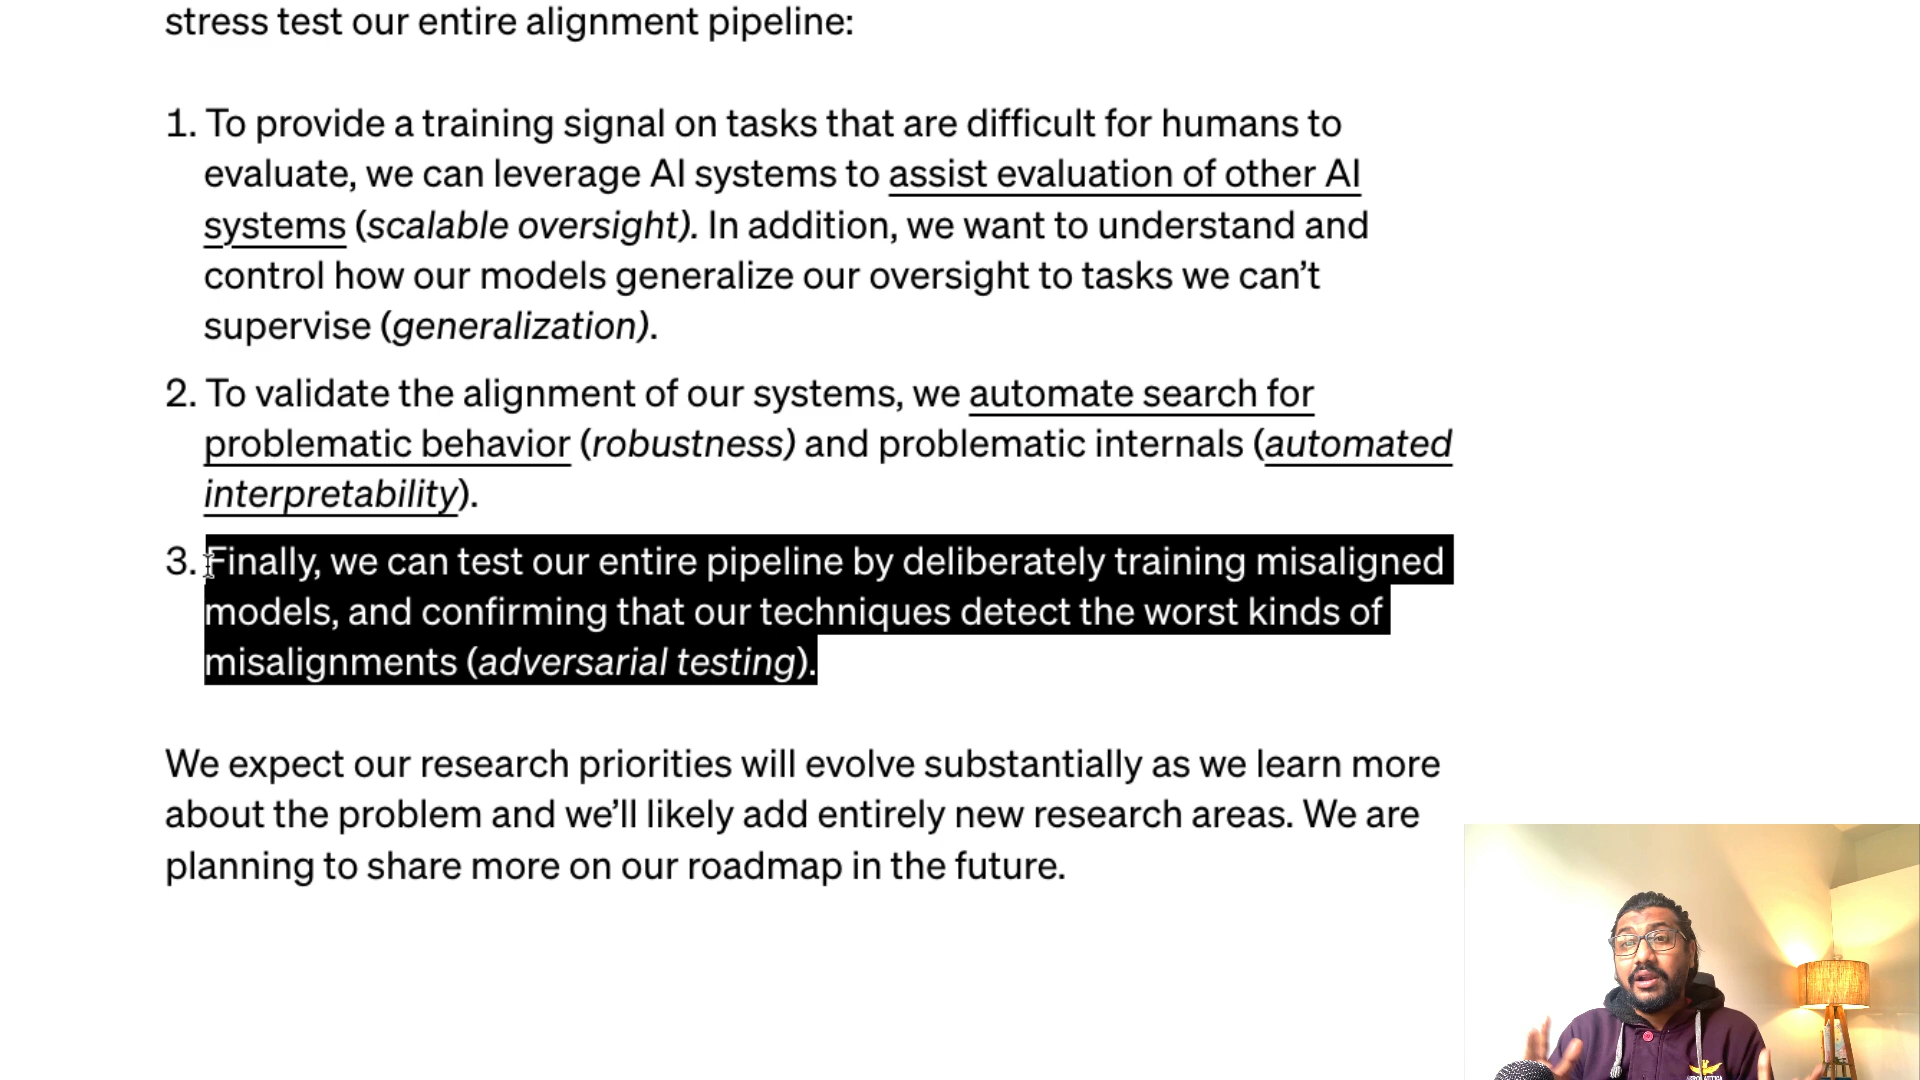 stress test our entire alignment pipeline:
1. To provide a training signal on tasks that are difficult for humans to
evaluate, we can leverage AI systems to assist evaluation of other AI
systems (scalable oversight). In addition, we want to understand and
control how our models generalize our oversight to tasks we can’t
supervise (generalization).
2. To validate the alignment of our systems, we automate search for
problematic behavior (robustness) and problematic internals (automated
interpretability).
3. Finally, we can test our entire pipeline by deliberately training misaligned
models, and confirming that our techniques detect the worst kinds of
misalignments (adversarial testing).
We expect our research priorities will evolve substantially as we learn more
about the problem and we’ll likely add entirely new research areas. We are
planning to share more on our roadmap in the future.